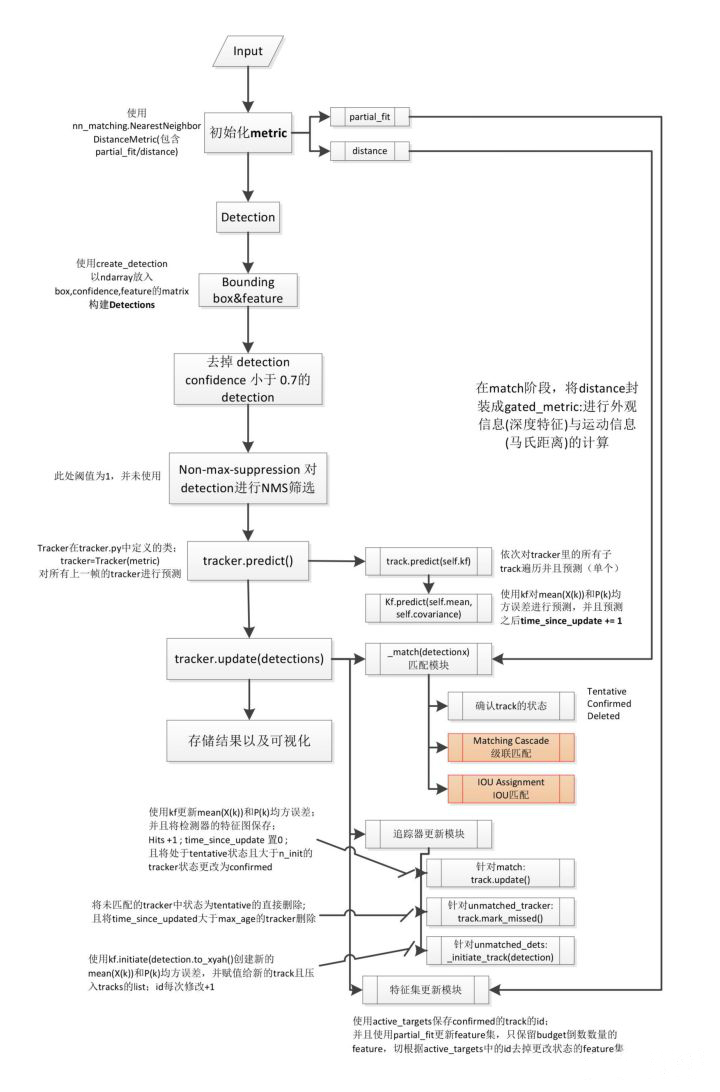 Input
使用
nn_matching.NearestNeighbor
DistanceMetric(包含
partial_fit/distance)
初始化metric
partial_fit
distance
Detection
使用create_detection
以ndarray放入
box,confidence,feature的matrix
构建Detections
Bounding
box&feature
去掉 detection
confidence 小于 0.7的
detection
在match阶段，将distance封
装成gated_metric:进行外观
信息(深度特征)与运动信息
(马氏距离)的计算
此处阈值为1，并未使用
Non-max-suppression 对
detection进行NMS筛选
Tracker在tracker.py中定义的类；
tracker=Tracker(metric)
对所有上一帧的tracker进行预测
tracker.predict()
track.predict(self.kf)
依次对tracker里的所有子
track遍历并且预测（单个）
Kf.predict(self.mean,
self.covariance)
使用kf对mean(X(k))和P(k)均
方误差进行预测，并且预测
之后time_since_update += 1
tracker.update(detections)
_match(detectionx)
匹配模块
确认track的状态
Tentative
Confirmed
Deleted
存储结果以及可视化
Matching Cascade
级联匹配
IOU Assignment
IOU匹配
使用kf更新mean(X(k))和P(k)均方误差；
并且将检测器的特征图保存；
Hits +1 ; time_since_update 置0 ;
且将处于tentative状态且大于n_init的
tracker状态更改为confirmed
追踪器更新模块
针对match:
track.update()
将未匹配的tracker中状态为tentative的直接删除；
且将time_since_updated大于max_age的tracker删除
针对unmatched_tracker:
track.mark_missed()
使用kf.initiate(detection.to_xyah()创建新的
mean(X(k))和P(k)均方误差，并赋值给新的track且压
入tracks的list；id每次修改+1
针对unmatched_dets:
_initiate_track(detection)
特征集更新模块
使用active_targets保存confirmed的track的id；
并且使用partial_fit更新feature集，只保留budget倒数数量的
feature，切根据active_targets中的id去掉更改状态的feature集